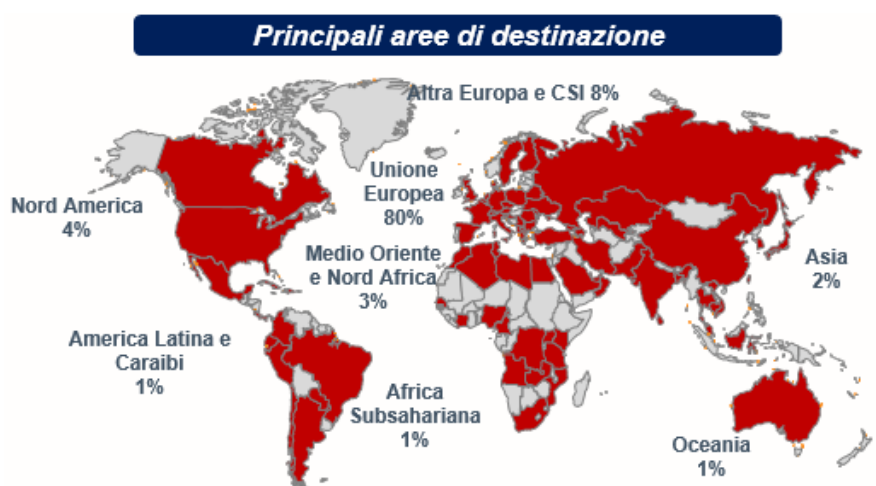 Principali aree di destinazione
Altra Europa e CSI 8%
Unione
Europea
80%
Nord America
4%
Medio Oriente
e Nord Africa
3%
Asia
2%
America Latina e
Caraibi
1%
Africa
Subsahariana
1%
Oceania
1%